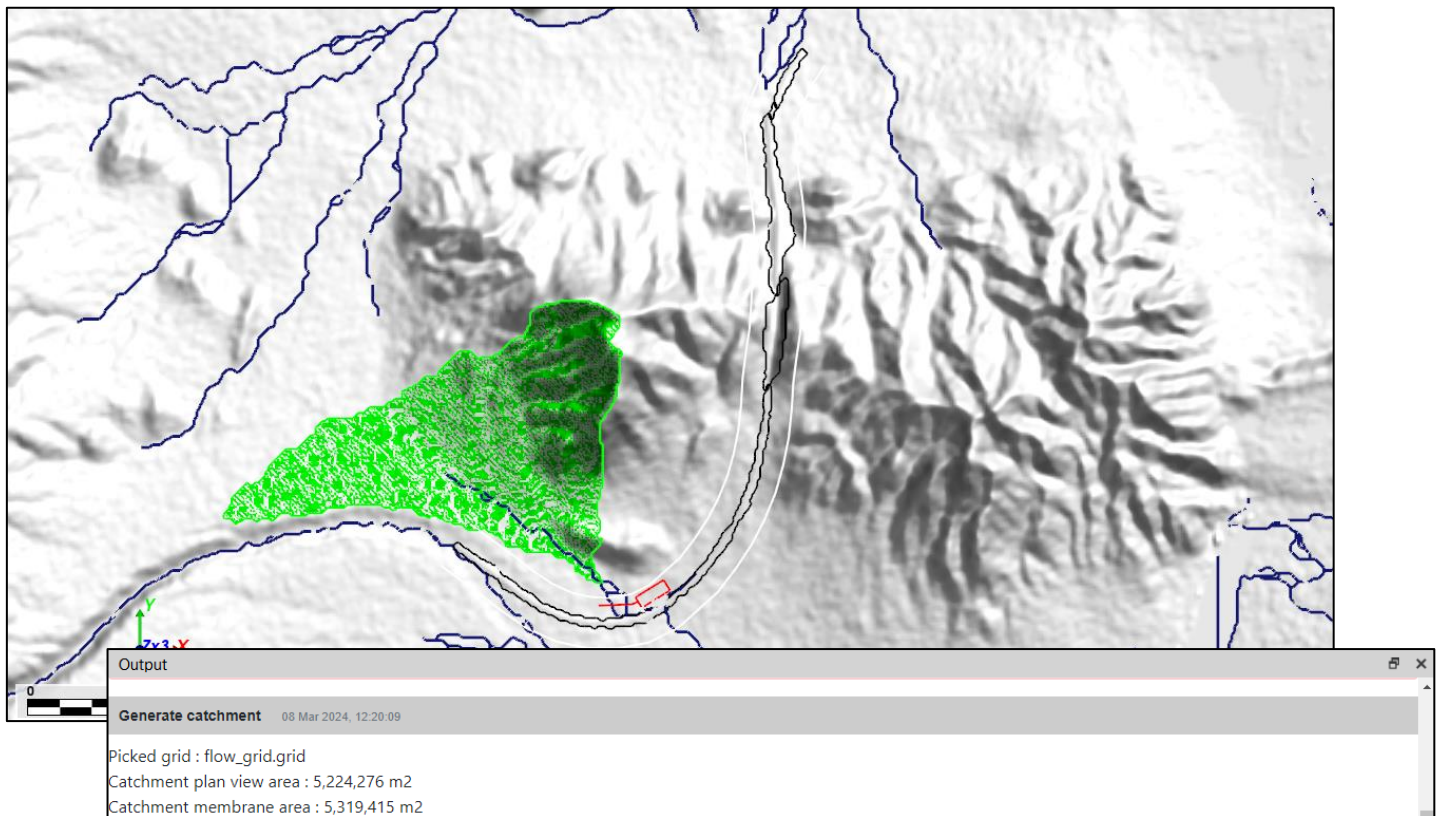 Y
Zx3 X
0
Output
Generate catchment 08 Mar 2024, 12:20:09
Picked grid : flow_grid.grid
Catchment plan view area : 5,224,276 m2
Catchment membrane area : 5,319,415 m2